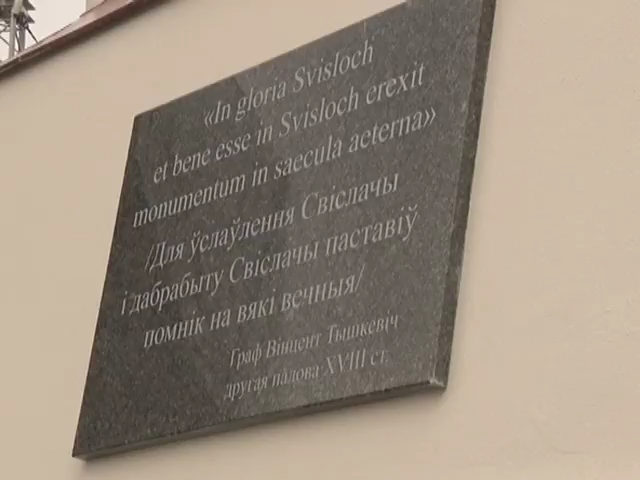 «In gloria Svisloch
et bene esse in Svisloch erexit
monumentum in saecula aeterna»
/Для ўслаўлення Свіслачы
і дабрабыту Свіслачы паставіў
помнік на вякі вечныя/
Граф Вінцент Тышкевіч
другая палова XVIII ст.